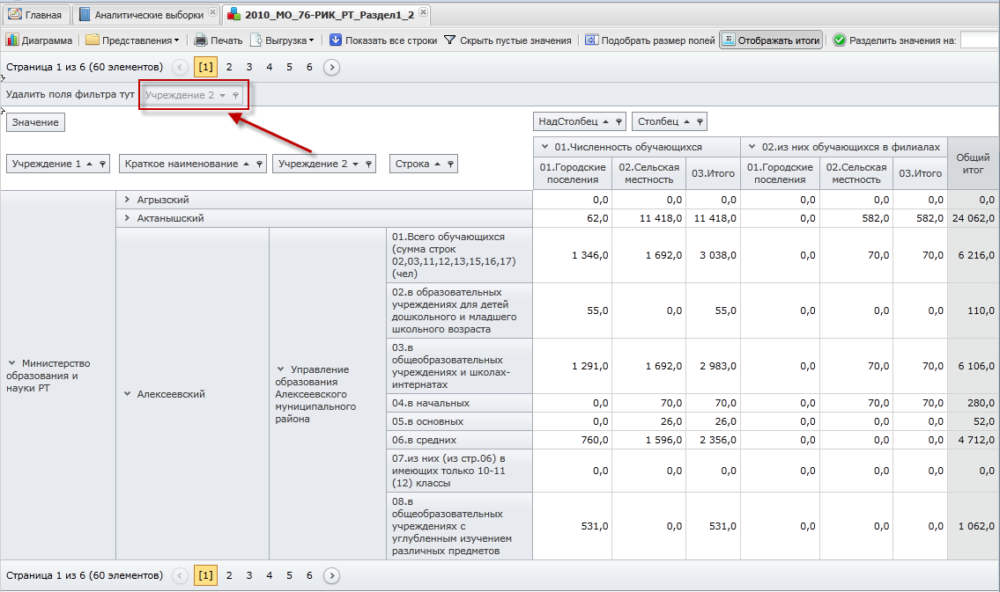 Главная
Аналитические выборки
2010_МО_76-РИК_РТ_Раздел1_2
Диаграмма
Представления
Печать
Выгрузка
Показать все строки
Скрыть пустые значения
Подобрать размер полей
Отображать итоги
Разделить значения на:
Страница 1 из 6 (60 элементов) [1] 2 3 4 5 6
Удалить поля фильтра тут
Учреждение 2
Значение
НадСтолбец
Столбец
Учреждение 1
Краткое наименование
Учреждение 2
Строка
01.Численность обучающихся
02.из них обучающихся в филиалах
Общий
итог
01.Городские
поселения
02.Сельская
местность
03.Итого
01.Городские
поселения
02.Сельская
местность
03.Итого
Министерство
образования и
науки РТ
Агрызский
0,0 0,0 0,0 0,0 0,0 0,0 0,0
Актанышский
62,0 11 418,0 11 418,0 0,0 582,0 582,0 24 062,0
Алексеевский
Управление
образования
Алексеевского
муниципального
района
01.Всего обучающихся
(сумма строк
02,03,11,12,13,15,16,17)
(чел)
1 346,0 1 692,0 3 038,0 0,0 70,0 70,0 6 216,0
02.в образовательных
учреждениях для детей
дошкольного и младшего
школьного возраста
55,0 0,0 55,0 0,0 0,0 0,0 110,0
03.в
общеобразовательных
учреждениях и школах-
интернатах
1 291,0 1 692,0 2 983,0 0,0 70,0 70,0 6 106,0
04.в начальных
0,0 70,0 70,0 0,0 70,0 70,0 280,0
05.в основных
0,0 26,0 26,0 0,0 0,0 0,0 52,0
06.в средних
760,0 1 596,0 2 356,0 0,0 0,0 0,0 4 712,0
07.из них (из стр.06) в
имеющих только 10-11
(12) классы
0,0 0,0 0,0 0,0 0,0 0,0 0,0
08.в
общеобразовательных
учреждениях с
углубленным изучением
различных предметов
531,0 0,0 531,0 0,0 0,0 0,0 1 062,0
Страница 1 из 6 (60 элементов) [1] 2 3 4 5 6